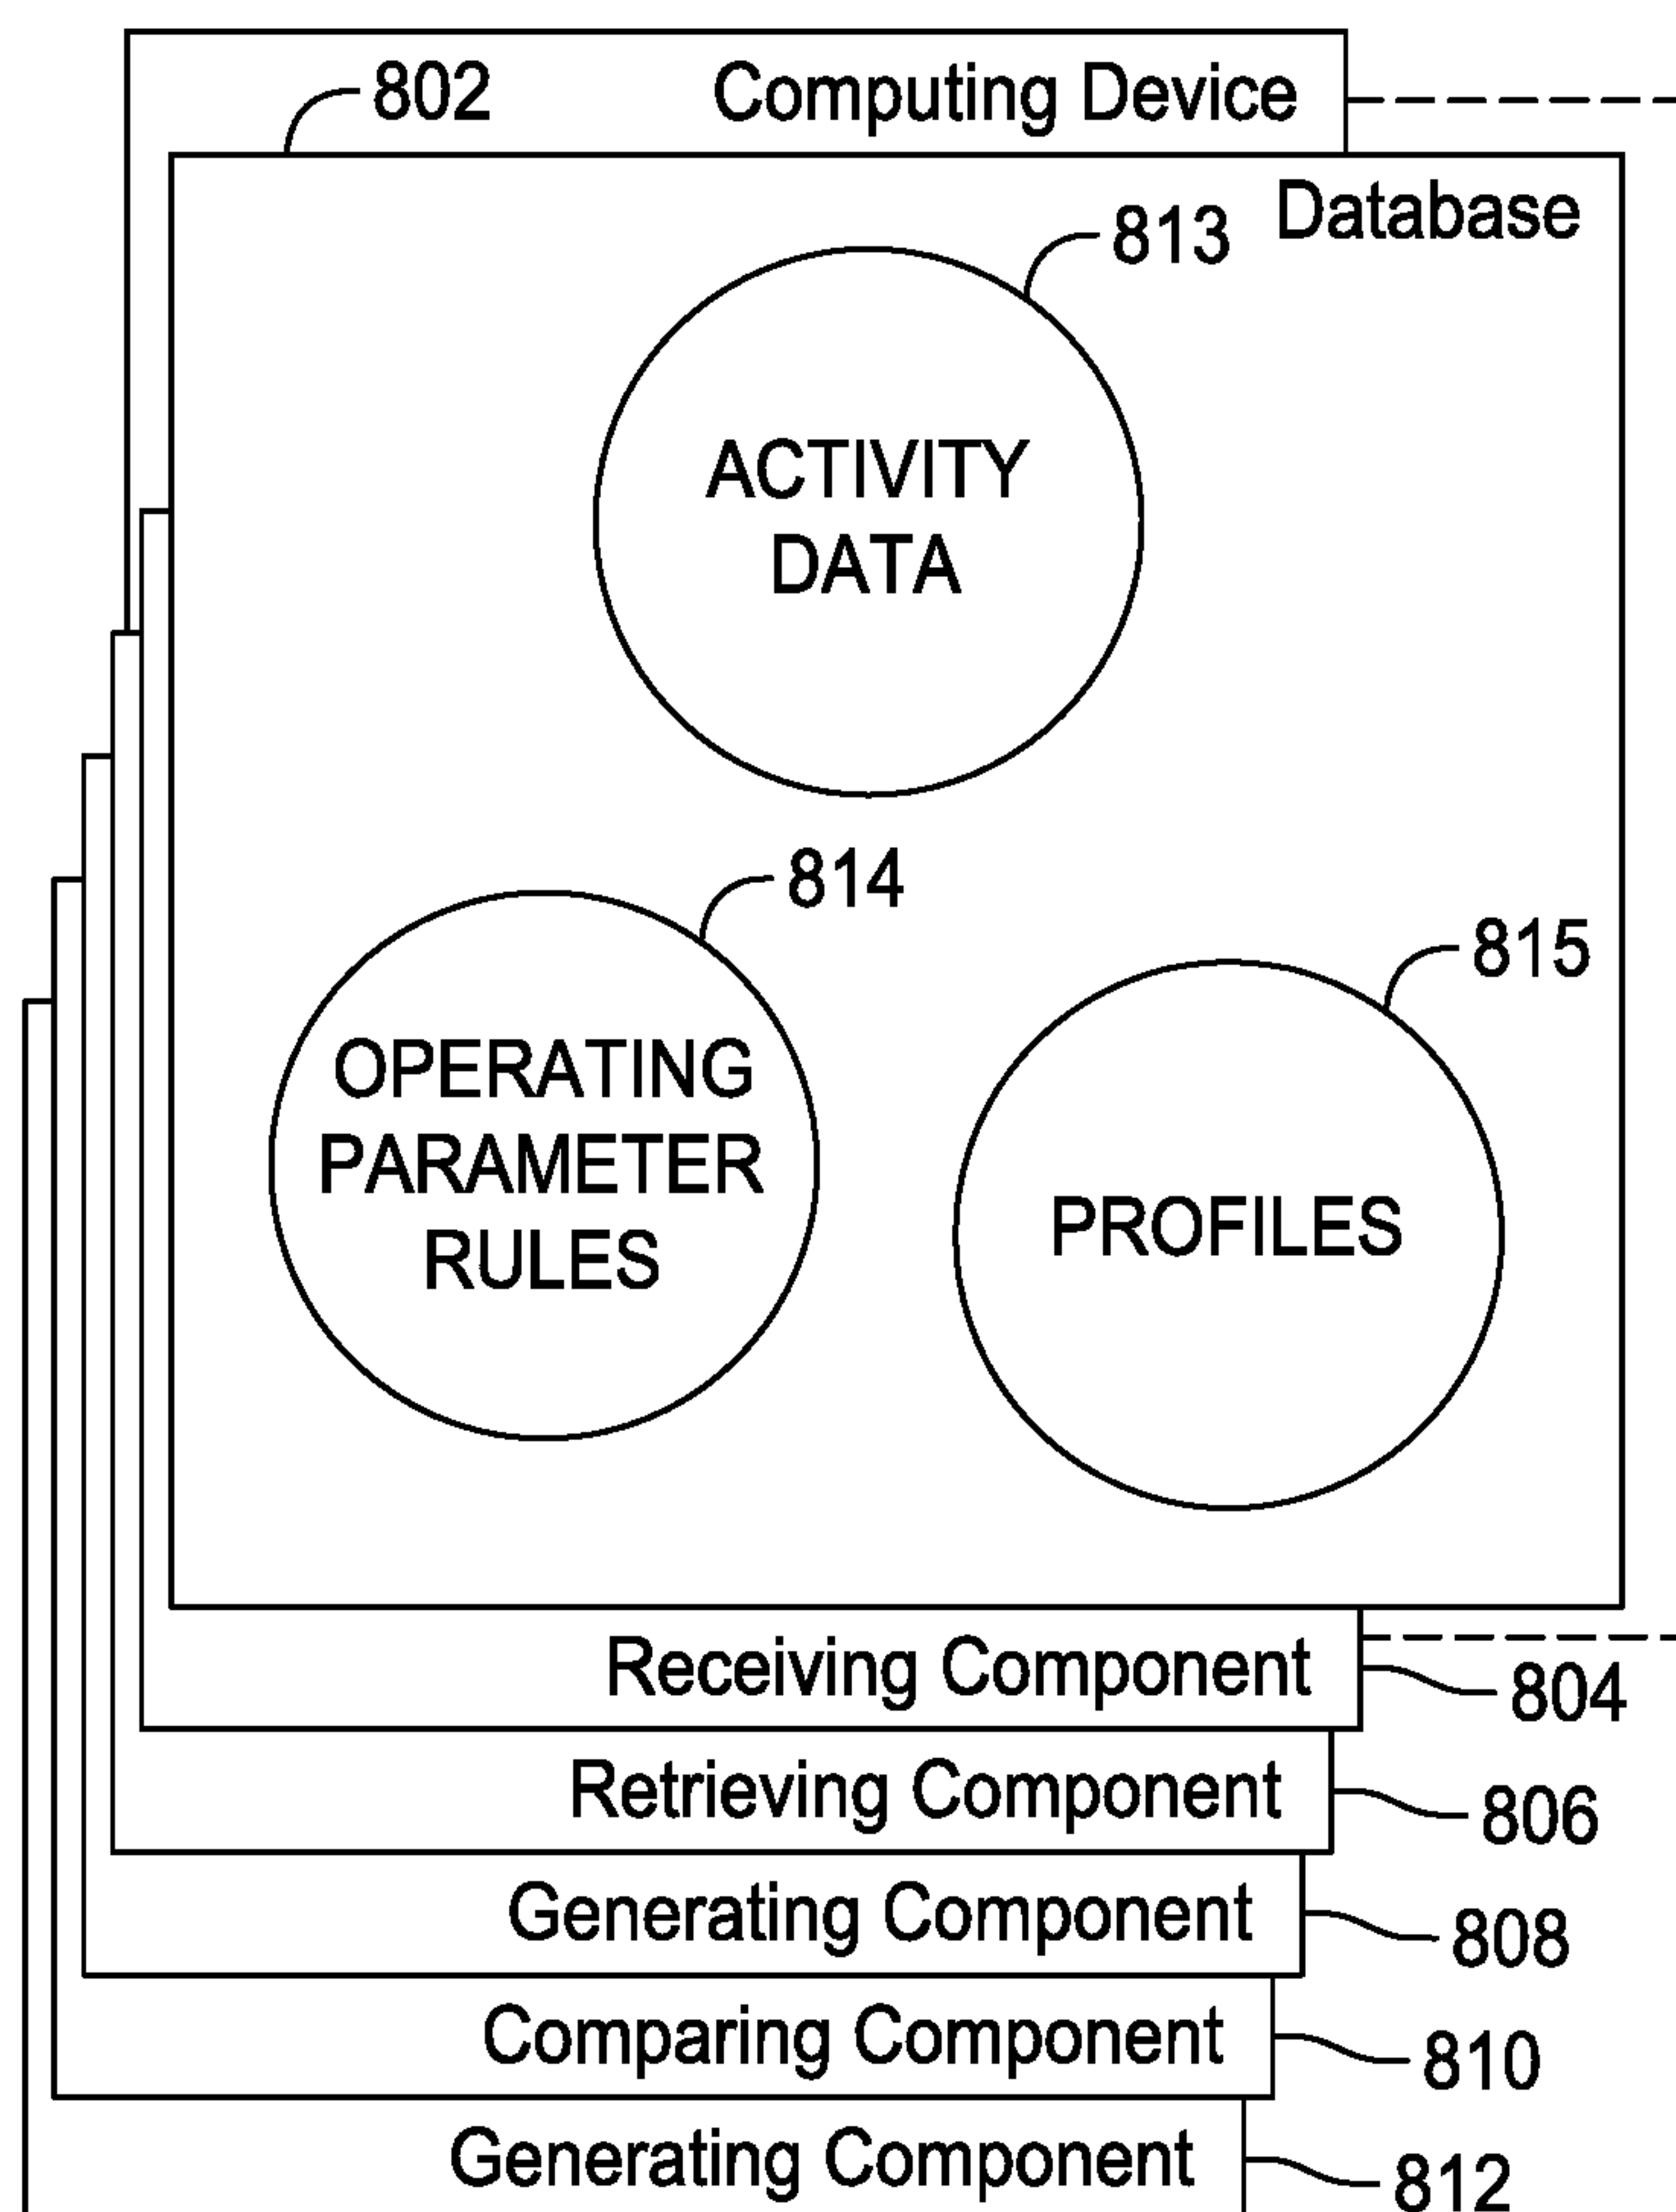 802
Computing Device
Database
813
ACTIVITY
DATA
814
815
OPERATING
PARAMETER
RULES
PROFILES
Receiving Component
804
Retrieving Component
806
Generating Component
808
Comparing Component
810
Generating Component
812